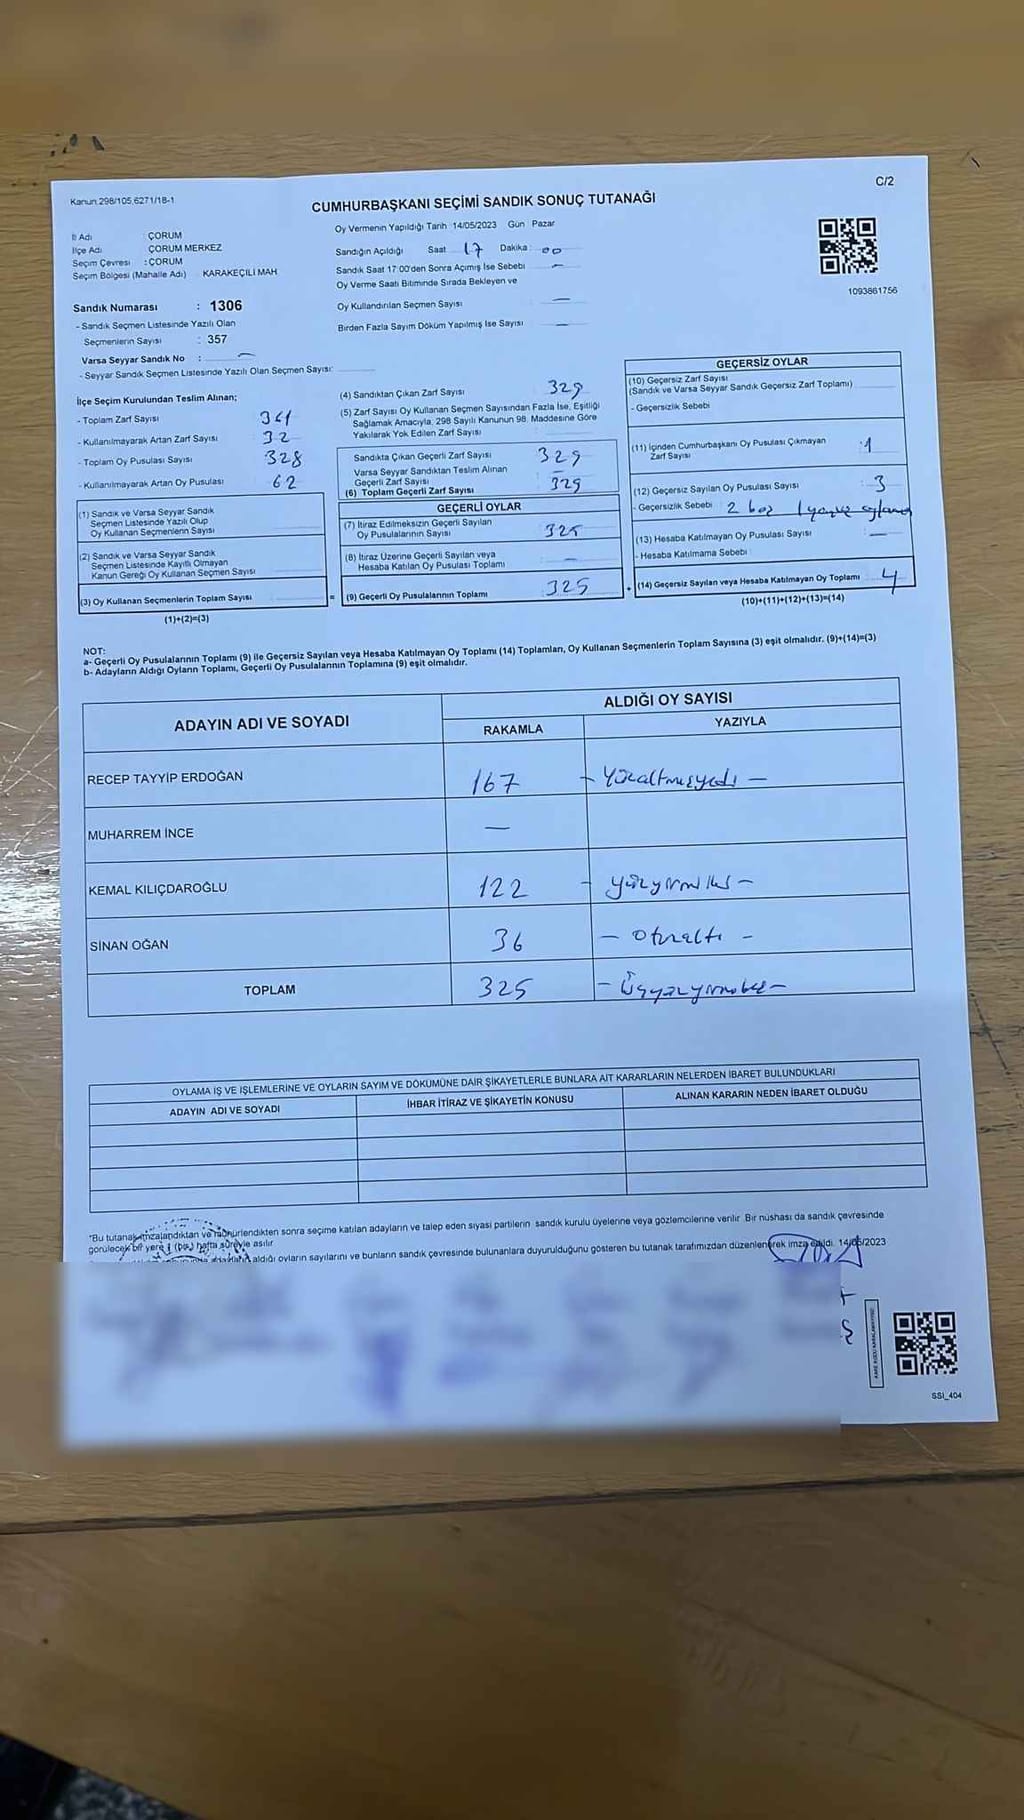 Kanun 298/105,6271/18-1
C/2
CUMHURBAŞKANI SEÇİMİ SANDIK SONUÇ TUTANAĞI
İl Adı : ÇORUM
İlçe Adı : ÇORUM MERKEZ
Seçim Çevresi : ÇORUM
Seçim Bölgesi (Mahalle Adı) : KARAKEÇİLİ MAH
Sandık Numarası : 1306
- Sandık Seçmen Listesinde Yazılı Olan
Seçmenlerin Sayısı : 357
Varsa Seyyar Sandık No : —
- Seyyar Sandık Seçmen Listesinde Yazılı Olan Seçmen Sayısı:
Oy Vermenin Yapıldığı Tarih 14/05/2023 Gün Pazar
Sandığın Açıldığı Saat 17 Dakika : 00
Sandık Saat 17 00'den Sonra Açımış İse Sebebi —
Oy Verme Saati Bitiminde Sırada Bekleyen ve
Oy Kullandırılan Seçmen Sayısı —
Birden Fazla Sayım Döküm Yapılmış İse Sayısı —
1093861756
İlçe Seçim Kurulundan Teslim Alınan;
- Toplam Zarf Sayısı 361
- Kullanılmayarak Artan Zarf Sayısı 32
- Toplam Oy Pusulası Sayısı 328
- Kullanılmayarak Artan Oy Pusulası 62
(1) Sandık ve Varsa Seyyar Sandık
Seçmen Listesinde Yazılı Olup
Oy Kullanan Seçmenlerin Sayısı
(2) Sandık ve Varsa Seyyar Sandık
Seçmen Listesinde Kayıtlı Olmayan
Kanun Gereği Oy Kullanan Seçmen Sayısı
(3) Oy Kullanan Seçmenlerin Toplam Sayısı
(1)+(2)=(3)
(4) Sandıktan Çıkan Zarf Sayısı 329
(5) Zarf Sayısı Oy Kullanan Seçmen Sayısından Fazla İse, Eşitliği
Sağlamak Amacıyla, 298 Sayılı Kanunun 98. Maddesine Göre
Yakılarak Yok Edilen Zarf Sayısı
Sandıkta Çıkan Geçerli Zarf Sayısı 329
Varsa Seyyar Sandıktan Teslim Alınan
Geçerli Zarf Sayısı —
(6) Toplam Geçerli Zarf Sayısı 329
GEÇERLİ OYLAR
(7) İtiraz Edilmeksizin Geçerli Sayılan
Oy Pusulalarının Sayısı 325
(8) İtiraz Üzerine Geçerli Sayılan veya
Hesaba Katılan Oy Pusulası Toplamı —
= (9) Geçerli Oy Pusulalarının Toplamı 325
GEÇERSİZ OYLAR
(10) Geçersiz Zarf Sayısı
(Sandık ve Varsa Seyyar Sandık Geçersiz Zarf Toplamı)
- Geçersizlik Sebebi
(11) İçinden Cumhurbaşkanı Oy Pusulası Çıkmayan
Zarf Sayısı : 1
(12) Geçersiz Sayılan Oy Pusulası Sayısı 3
- Geçersizlik Sebebi 2 boş 1
(13) Hesaba Katılmayan Oy Pusulası Sayısı : —
- Hesaba Katılmama Sebebi
+ (14) Geçersiz Sayılan veya Hesaba Katılmayan Oy Toplamı 4
(10)+(11)+(12)+(13)=(14)
NOT:
a- Geçerli Oy Pusulalarının Toplamı (9) ile Geçersiz Sayılan veya Hesaba Katılmayan Oy Toplamı (14) Toplamları, Oy Kullanan Seçmenlerin Toplam Sayısına (3) eşit olmalıdır. (9)+(14)=(3)
b- Adayların Aldığı Oyların Toplamı, Geçerli Oy Pusulalarının Toplamına (9) eşit olmalıdır.
ADAYIN ADI VE SOYADI
ALDIĞI OY SAYISI
RAKAMLA YAZIYLA
RECEP TAYYİP ERDOĞAN 167 - Yüzaltmışyedi -
MUHARREM İNCE —
KEMAL KILIÇDAROĞLU 122 - yüzyirmiiki -
SİNAN OĞAN 36 - otuzaltı -
TOPLAM 325 - Üçyüzyirmibeş -
OYLAMA İŞ VE İŞLEMLERİNE VE OYLARIN SAYIM VE DÖKÜMÜNE DAİR ŞİKAYETLERLE BUNLARA AİT KARARLARIN NELERDEN İBARET BULUNDUKLARI
ADAYIN ADI VE SOYADI İHBAR İTİRAZ VE ŞİKAYETİN KONUSU ALINAN KARARIN NEDEN İBARET OLDUĞU
*Bu tutanak imzalandıktan ve mühürlendikten sonra seçime katılan adayların ve talep eden siyasi partilerin sandık kurulu üyelerine veya gözlemcilerine verilir. Bir nüshası da sandık çevresinde
görülecek bir yere 1 (bir) hafta süreyle asılır.
aldığı oyların sayılarını ve bunların sandık çevresinde bulunanlara duyurulduğunu gösteren bu tutanak tarafımızdan düzenlenerek imza edildi. 14/05/2023
SSİ_404